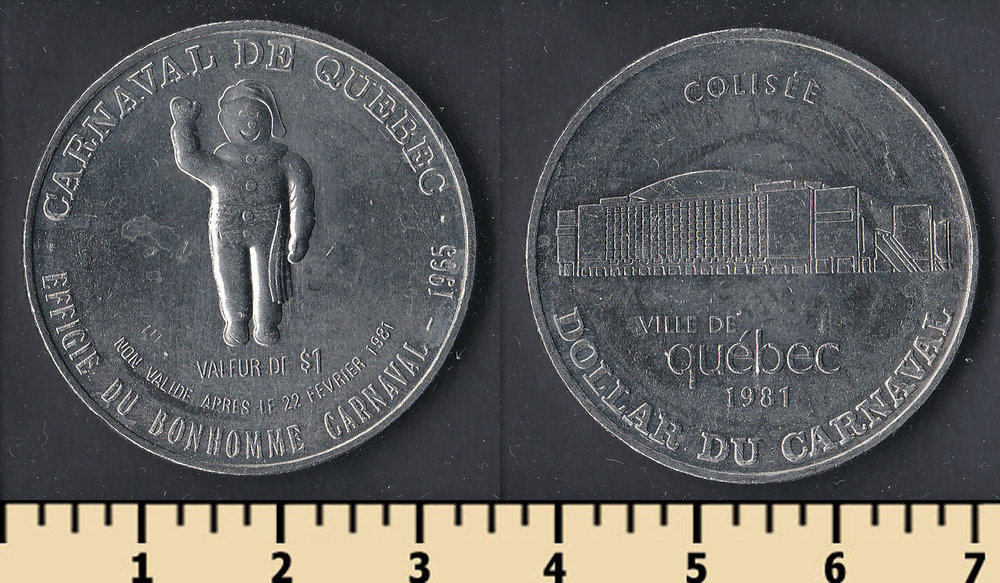 CARNAVAL DE QUEBEC - 1965 -
EFFIGIE DU BONHOMME CARNAVAL
VALEUR DE $1
NON VALIDE APRES LE 22 FEVRIER 1981
COLISÉE
VILLE DE
québec
1981
DOLLAR DU CARNAVAL
1 2 3 4 5 6 7